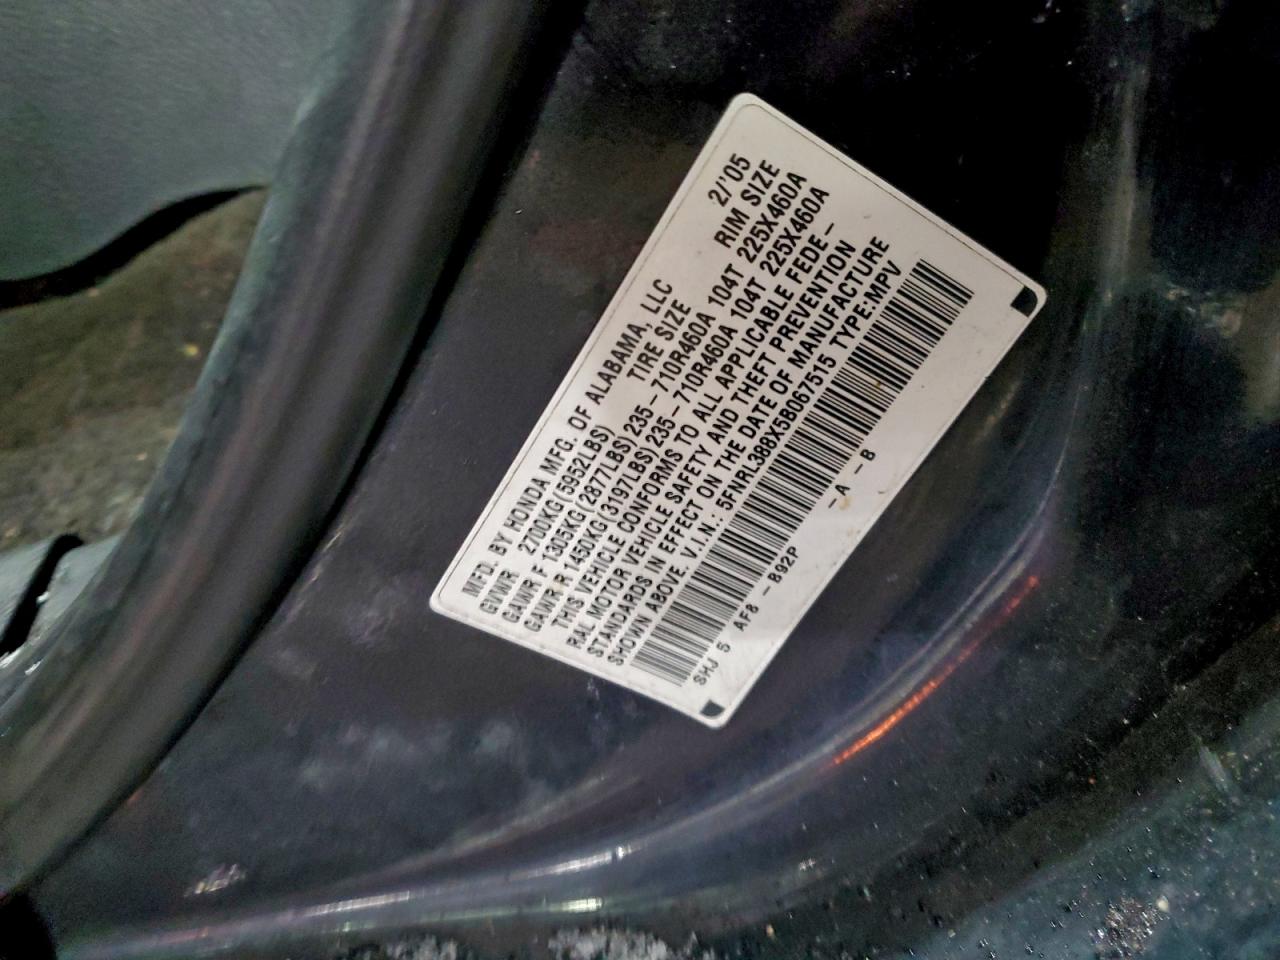 MFD. BY HONDA MFG. OF ALABAMA, LLC 2/'05
GVWR 2700KG(5952LBS) TIRE SIZE RIM SIZE
GAWR F 1305KG(2877LBS)235-710R460A 104T 225X460A
GAWR R 1450KG(3197LBS)235-710R460A 104T 225X460A
THIS VEHICLE CONFORMS TO ALL APPLICABLE FEDE-
RAL MOTOR VEHICLE SAFETY AND THEFT PREVENTION
STANDARDS IN EFFECT ON THE DATE OF MANUFACTURE
SHOWN ABOVE. V.I.N.: 5FNRL388X5B067515 TYPE:MPV
SHJ 5 AF8 - B92P -A -B